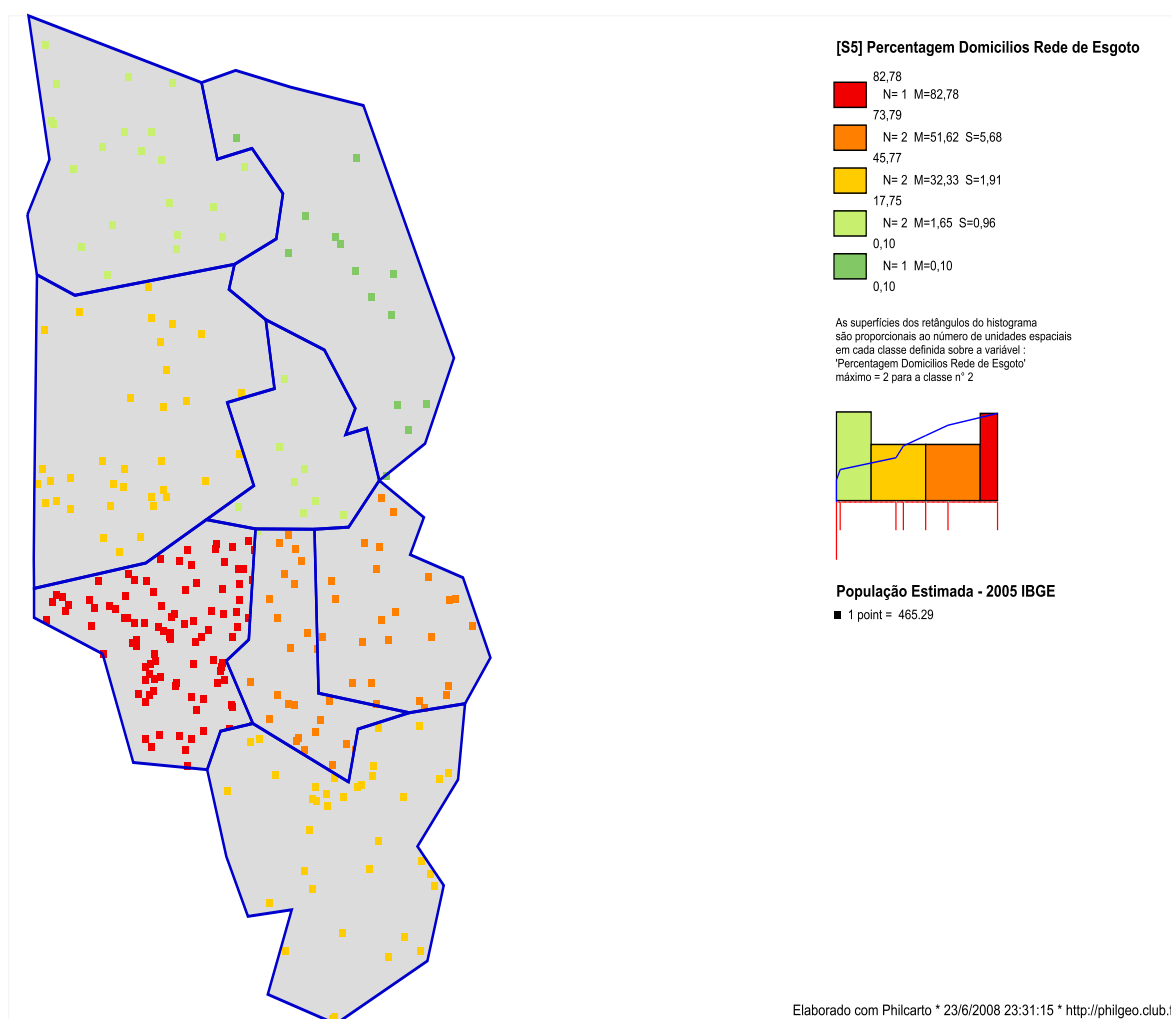 [S5] Percentagem Domicilios Rede de Esgoto
82,78
N= 1 M=82,78
73,79
N= 2 M=51,62 S=5,68
45,77
N= 2 M=32,33 S=1,91
17,75
N= 2 M=1,65 S=0,96
0,10
N= 1 M=0,10
0,10
As superfícies dos retângulos do histograma
são proporcionais ao número de unidades espaciais
em cada classe definida sobre a variável :
'Percentagem Domicilios Rede de Esgoto'
máximo = 2 para a classe n° 2
População Estimada - 2005 IBGE
1 point = 465.29
Elaborado com Philcarto * 23/6/2008 23:31:15 * http://philgeo.club.